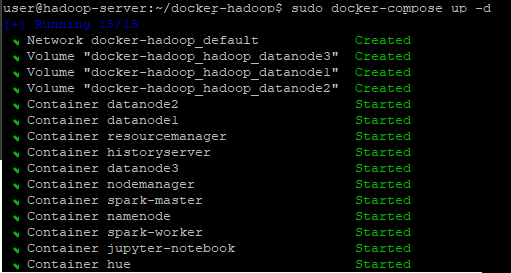 user@hadoop-server:~/docker-hadoop$ sudo docker-compose up -d
[+] Running 15/15
✔ Network docker-hadoop_default Created
✔ Volume "docker-hadoop_hadoop_datanode3" Created
✔ Volume "docker-hadoop_hadoop_datanode1" Created
✔ Volume "docker-hadoop_hadoop_datanode2" Created
✔ Container datanode2 Started
✔ Container datanode1 Started
✔ Container resourcemanager Started
✔ Container historyserver Started
✔ Container datanode3 Started
✔ Container nodemanager Started
✔ Container spark-master Started
✔ Container namenode Started
✔ Container spark-worker Started
✔ Container jupyter-notebook Started
✔ Container hue Started